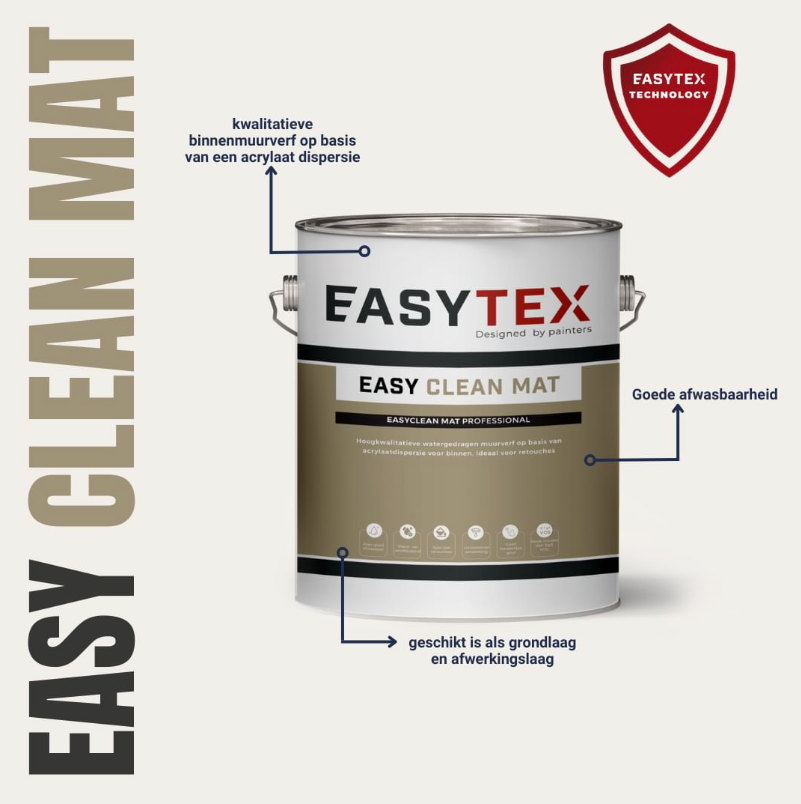 EASY CLEAN MAT
EASYTEX
TECHNOLOGY
kwalitatieve
binnenmuurverf op basis
van een acrylaat dispersie
EASYTEX
Designed by painters
EASY CLEAN MAT
EASYCLEAN MAT PROFESSIONAL
Hoogkwalitatieve watergedragen muurverf op basis van
acrylaatdispersie voor binnen. Ideaal voor retouches
Goede afwasbaarheid
geschikt is als grondlaag
en afwerkingslaag